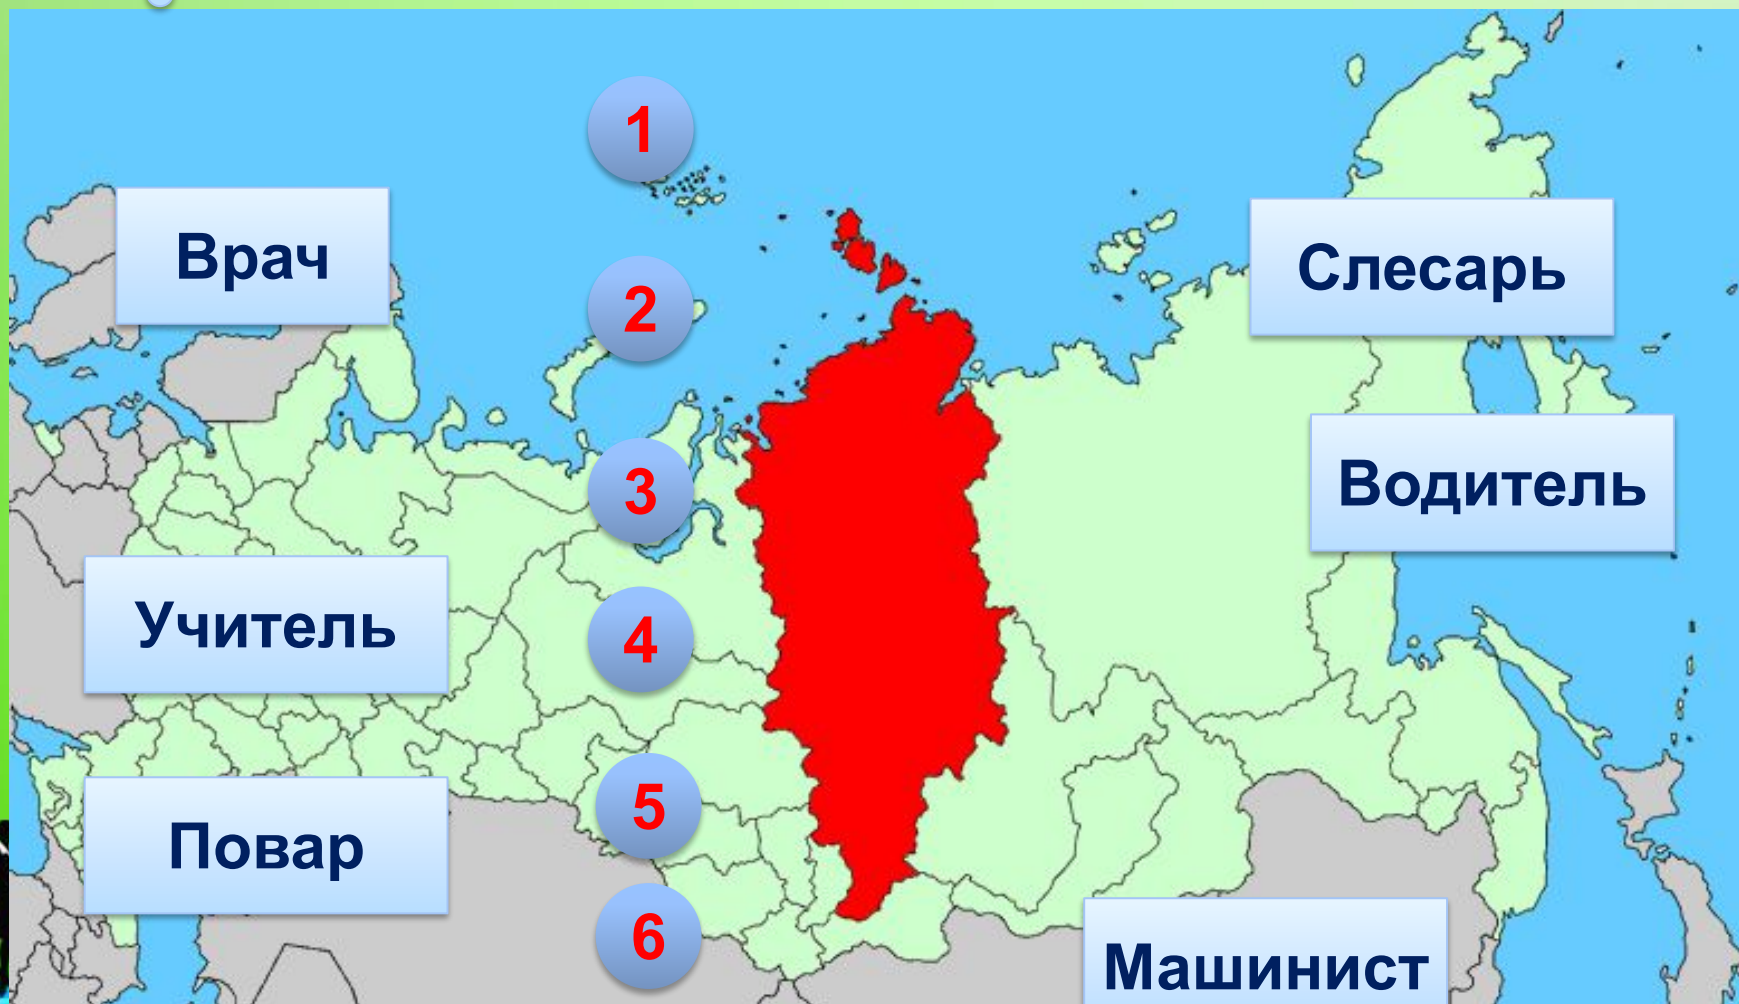 1
Врач
Слесарь
2
3
Водитель
Учитель
4
5
Повар
6
Машинист